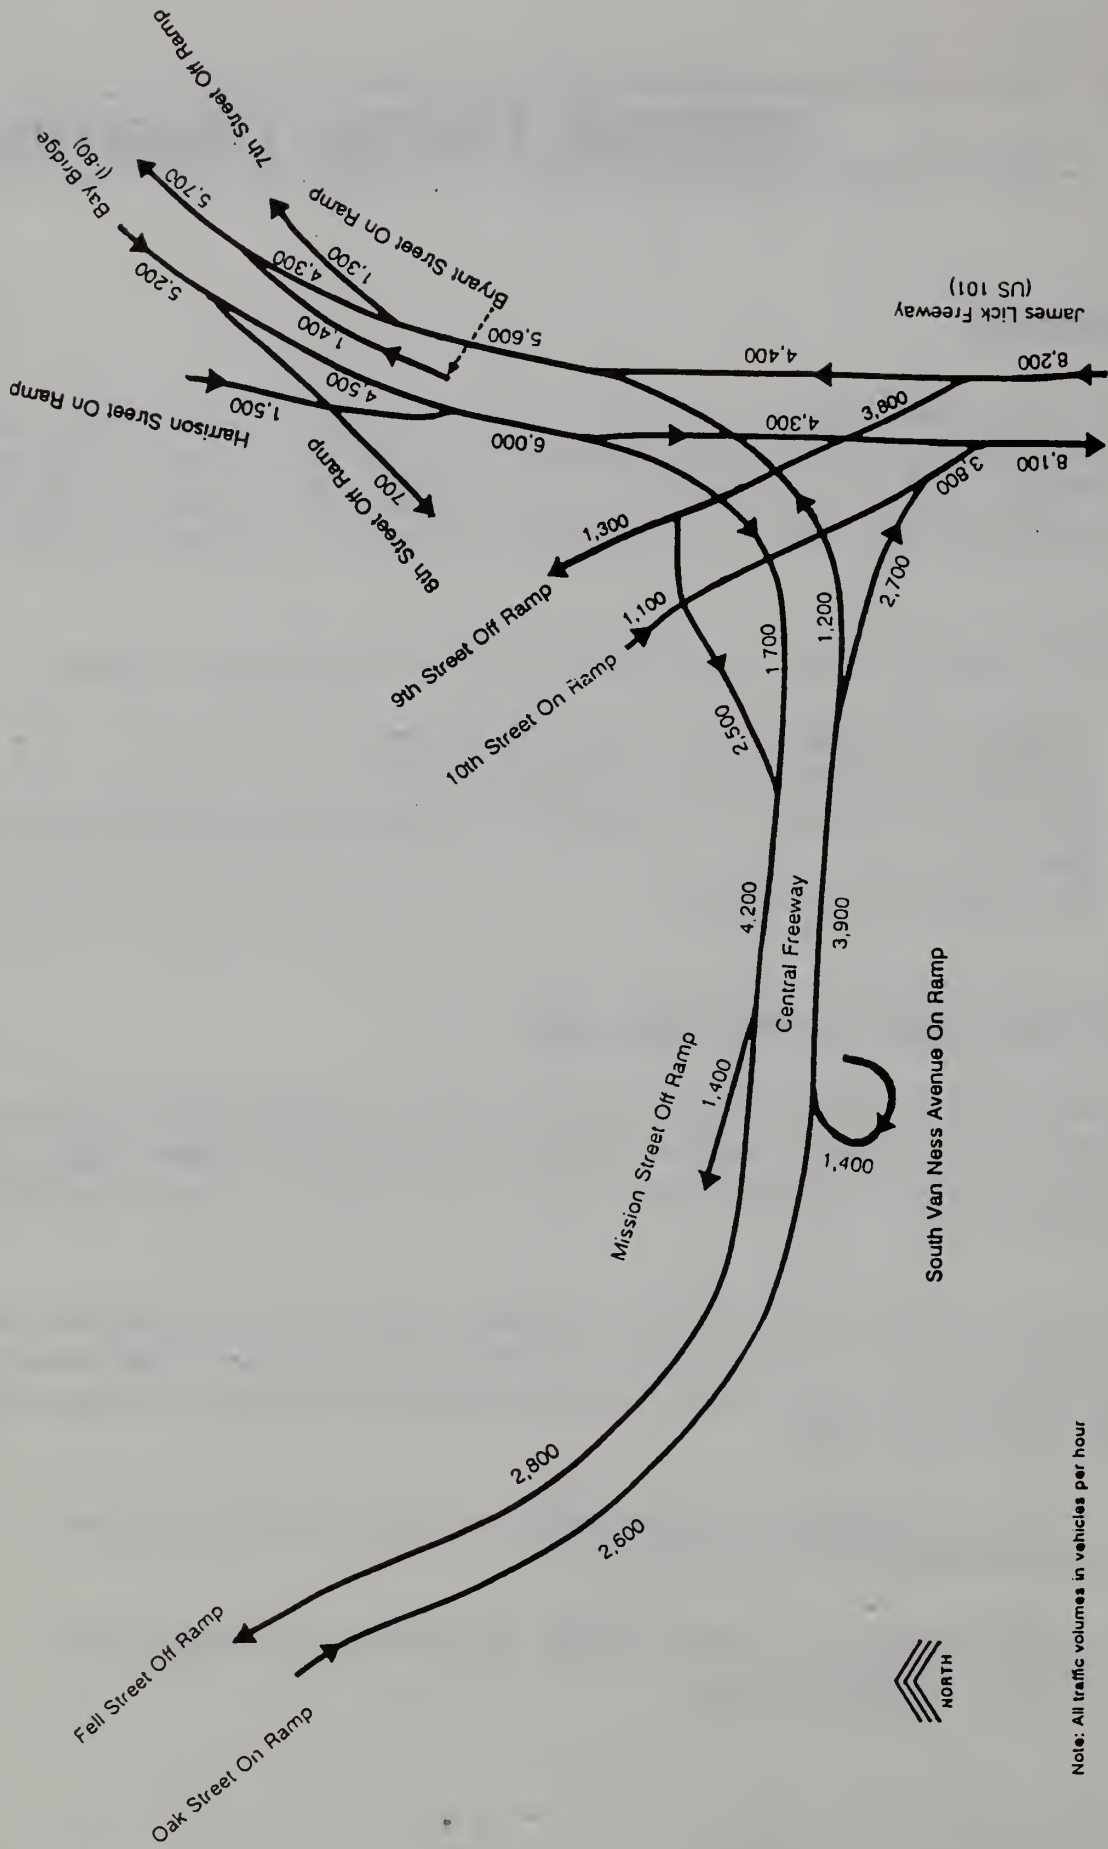 7th Street Off Ramp
Bay Bridge
(I-80)
5,700
5,200
Bryant Street On Ramp
4,300
1,300
1,400
Harrison Street On Ramp
1,500
4,500
5,600
6,000
8th Street Off Ramp
700
James Lick Freeway
(US 101)
8,200
4,400
3,800
4,300
8,100
3,800
9th Street Off Ramp
1,300
10th Street On Ramp
1,100
2,700
1,200
1 700
2,500
4,200
Central Freeway
3,900
Mission Street Off Ramp
1,400
1,400
South Van Ness Avenue On Ramp
2,800
2,600
Fell Street Off Ramp
Oak Street On Ramp
NORTH
Note: All traffic volumes in vehicles per hour